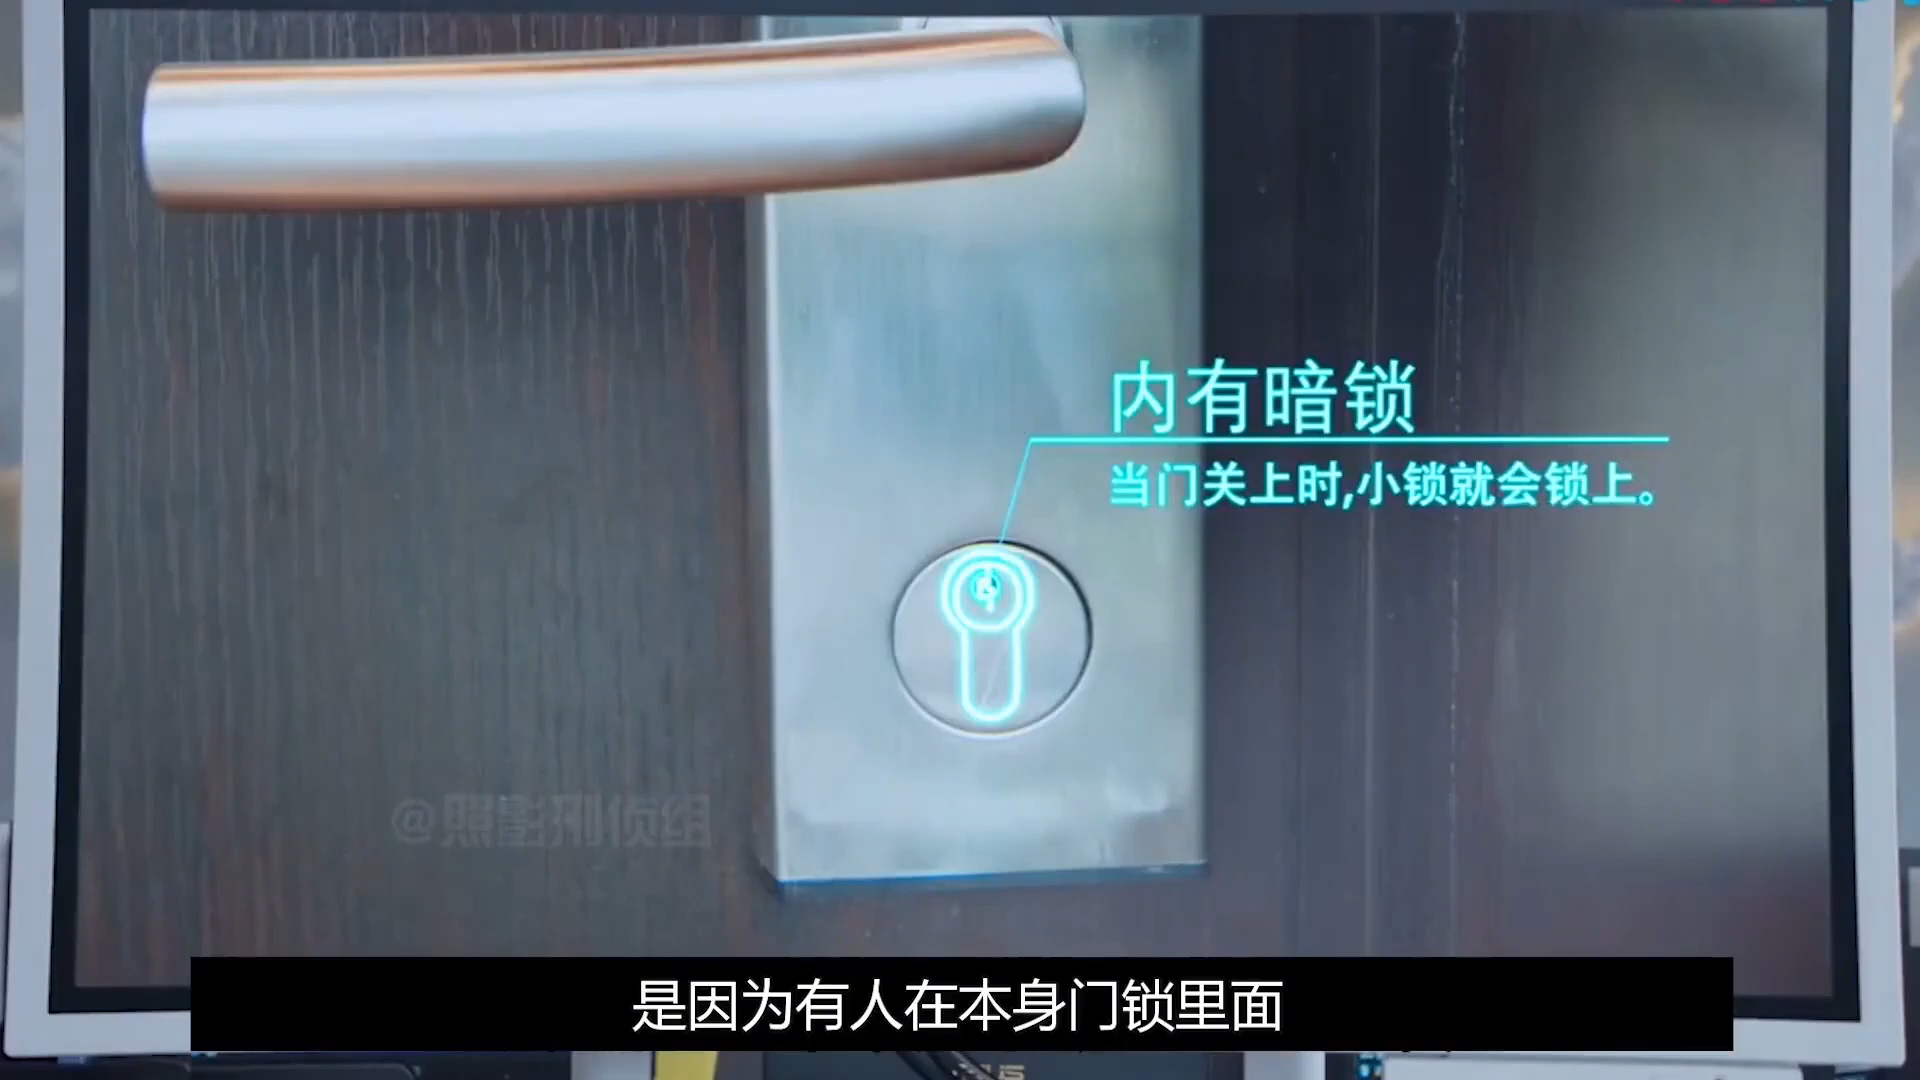 内有暗锁
当门关上时,小锁就会锁上。
@照影刑侦组
是因为有人在本身门锁里面